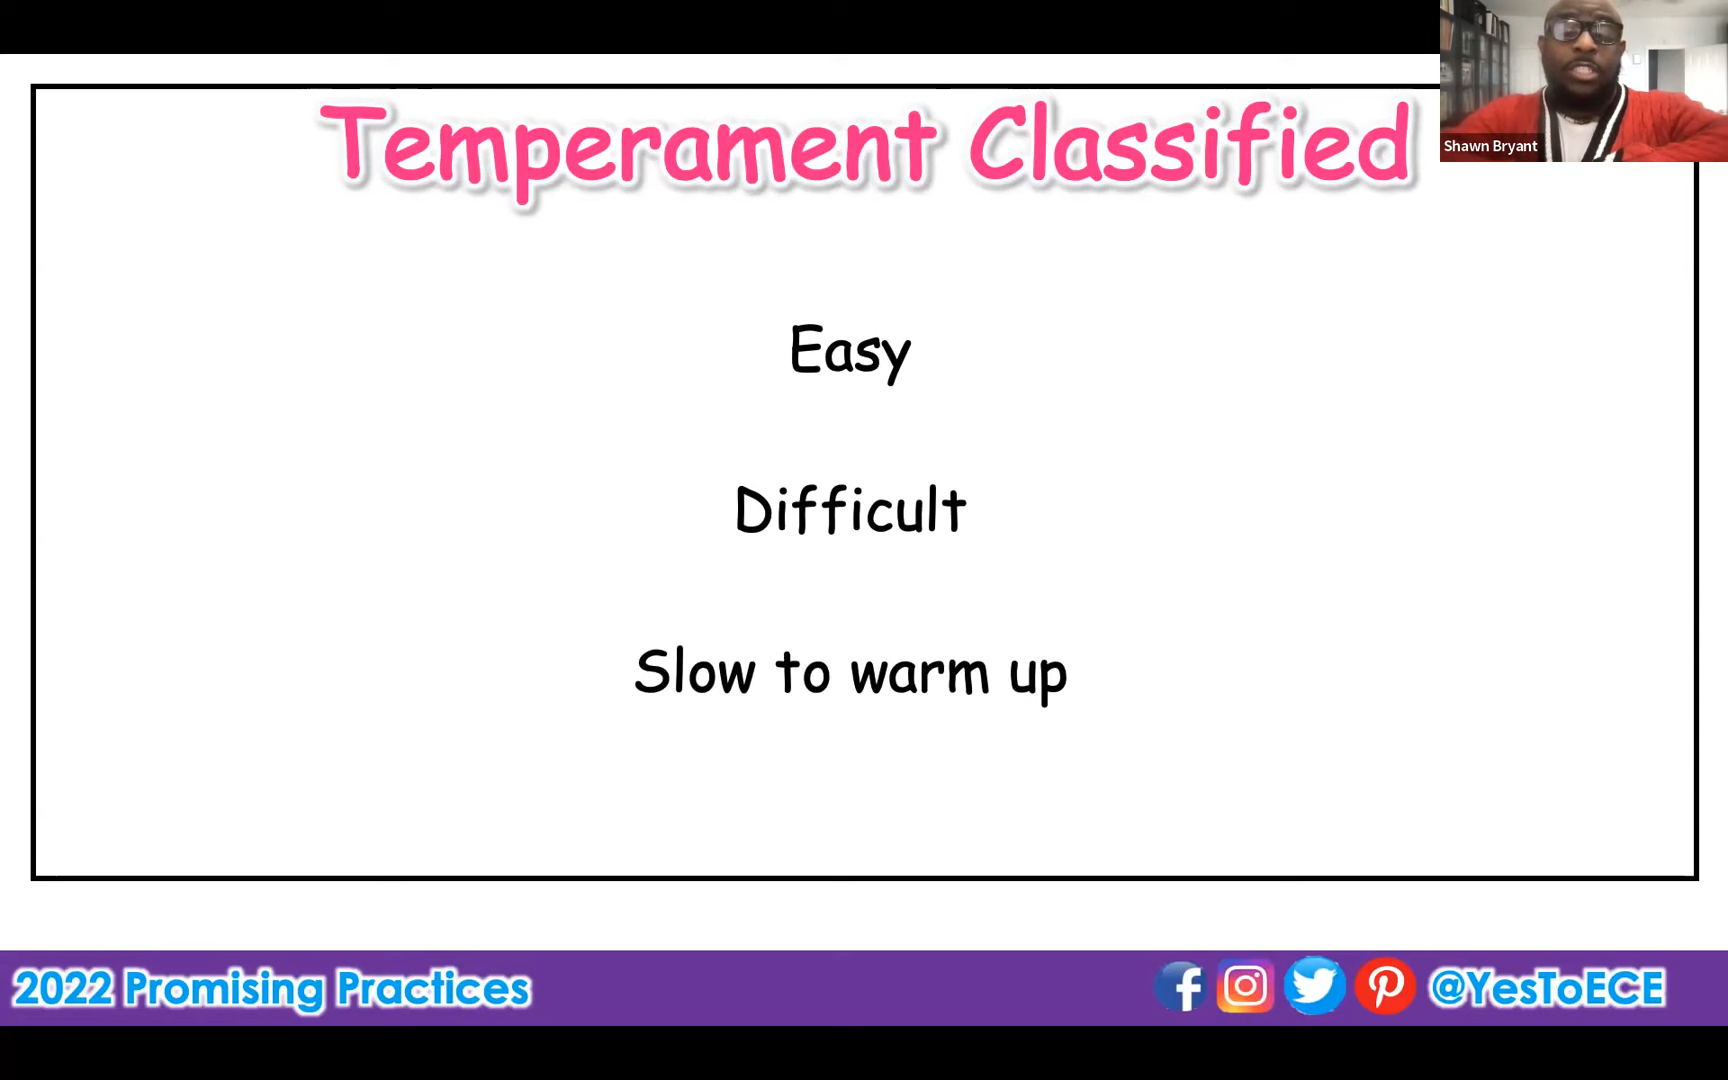 Temperament Classified
Shawn Bryant
Easy
Difficult
Slow to warm up
2022 Promising Practices
@YesToECE